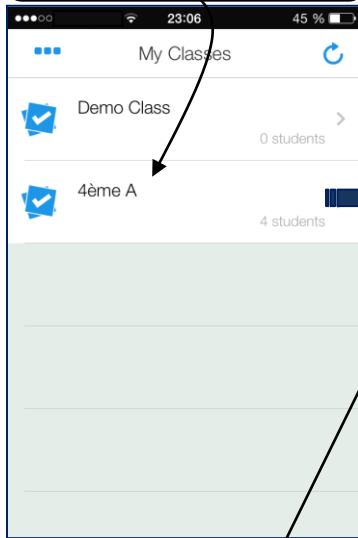 23:06 45 %
My Classes
Demo Class
0 students
4ème A
4 students